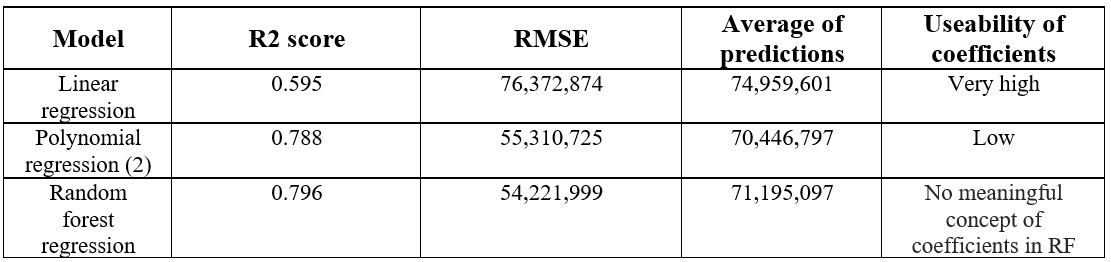 Model R2 score RMSE Average of predictions Useability of coefficients
Linear regression 0.595 76,372,874 74,959,601 Very high
Polynomial regression (2) 0.788 55,310,725 70,446,797 Low
Random forest regression 0.796 54,221,999 71,195,097 No meaningful concept of coefficients in RF